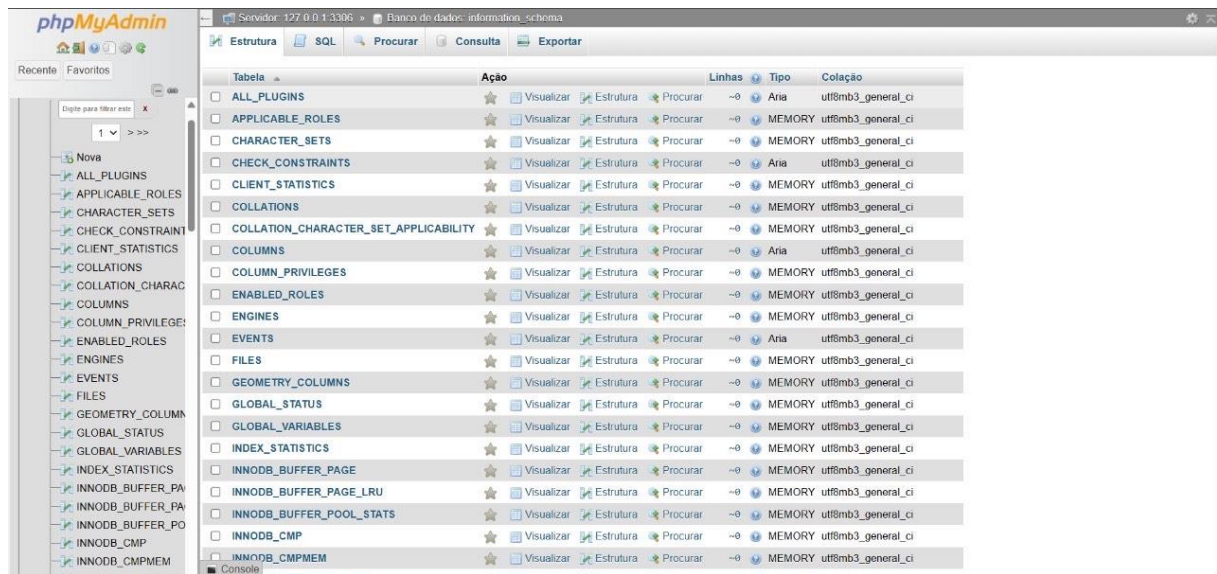 phpMyAdmin
Recente Favoritos
Digite para filtrar este X
1 > >>
Nova
ALL_PLUGINS
APPLICABLE_ROLES
CHARACTER_SETS
CHECK_CONSTRAINT
CLIENT_STATISTICS
COLLATIONS
COLLATION_CHARAC
COLUMNS
COLUMN_PRIVILEGES
ENABLED_ROLES
ENGINES
EVENTS
FILES
GEOMETRY_COLUMN
GLOBAL_STATUS
GLOBAL_VARIABLES
INDEX_STATISTICS
INNODB_BUFFER_PA
INNODB_BUFFER_PA
INNODB_BUFFER_PO
INNODB_CMP
INNODB_CMPMEM
Servidor: 127.0.0.1:3306 » Banco de dados: information_schema
Estrutura SQL Procurar Consulta Exportar
Tabela Ação Linhas Tipo Colação
ALL_PLUGINS Visualizar Estrutura Procurar ~0 Aria utf8mb3_general_ci
APPLICABLE_ROLES Visualizar Estrutura Procurar ~0 MEMORY utf8mb3_general_ci
CHARACTER_SETS Visualizar Estrutura Procurar ~0 MEMORY utf8mb3_general_ci
CHECK_CONSTRAINTS Visualizar Estrutura Procurar ~0 Aria utf8mb3_general_ci
CLIENT_STATISTICS Visualizar Estrutura Procurar ~0 MEMORY utf8mb3_general_ci
COLLATIONS Visualizar Estrutura Procurar ~0 MEMORY utf8mb3_general_ci
COLLATION_CHARACTER_SET_APPLICABILITY Visualizar Estrutura Procurar ~0 MEMORY utf8mb3_general_ci
COLUMNS Visualizar Estrutura Procurar ~0 Aria utf8mb3_general_ci
COLUMN_PRIVILEGES Visualizar Estrutura Procurar ~0 MEMORY utf8mb3_general_ci
ENABLED_ROLES Visualizar Estrutura Procurar ~0 MEMORY utf8mb3_general_ci
ENGINES Visualizar Estrutura Procurar ~0 MEMORY utf8mb3_general_ci
EVENTS Visualizar Estrutura Procurar ~0 Aria utf8mb3_general_ci
FILES Visualizar Estrutura Procurar ~0 MEMORY utf8mb3_general_ci
GEOMETRY_COLUMNS Visualizar Estrutura Procurar ~0 MEMORY utf8mb3_general_ci
GLOBAL_STATUS Visualizar Estrutura Procurar ~0 MEMORY utf8mb3_general_ci
GLOBAL_VARIABLES Visualizar Estrutura Procurar ~0 MEMORY utf8mb3_general_ci
INDEX_STATISTICS Visualizar Estrutura Procurar ~0 MEMORY utf8mb3_general_ci
INNODB_BUFFER_PAGE Visualizar Estrutura Procurar ~0 MEMORY utf8mb3_general_ci
INNODB_BUFFER_PAGE_LRU Visualizar Estrutura Procurar ~0 MEMORY utf8mb3_general_ci
INNODB_BUFFER_POOL_STATS Visualizar Estrutura Procurar ~0 MEMORY utf8mb3_general_ci
INNODB_CMP Visualizar Estrutura Procurar ~0 MEMORY utf8mb3_general_ci
INNODB_CMPMEM Visualizar Estrutura Procurar ~0 MEMORY utf8mb3_general_ci
Console